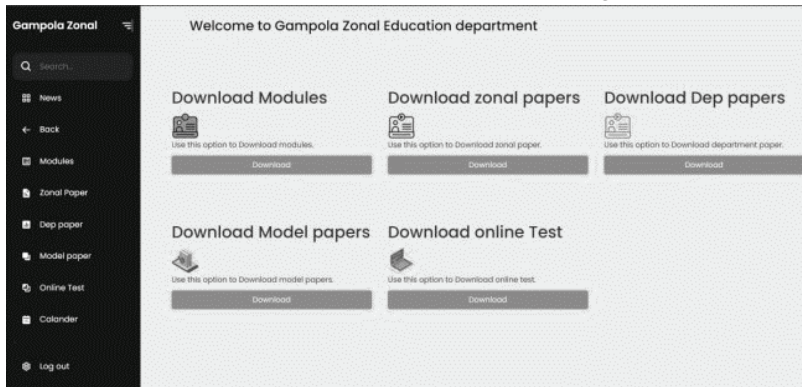 Gampola Zonal
Search...
News
Back
Modules
Zonal Paper
Dep paper
Model paper
Online Test
Calander
Log out
Welcome to Gampola Zonal Education department
Download Modules
Use this option to Download modules.
Download
Download zonal papers
Use this option to Download zonal paper.
Download
Download Dep papers
Use this option to Download department paper.
Download
Download Model papers
Use this option to Download model papers.
Download
Download online Test
Use this option to Download online test.
Download